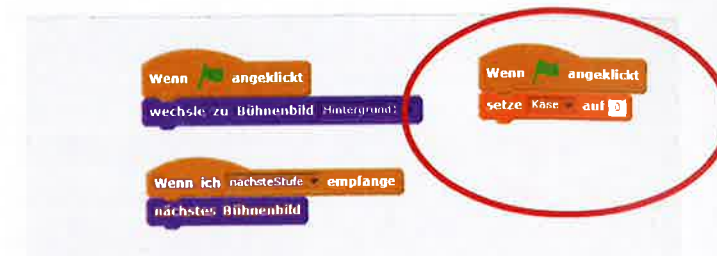 Wenn angeklickt
wechsle zu Bühnenbild Hintergrund1
Wenn ich nächsteStufe empfange
nächstes Bühnenbild
Wenn angeklickt
setze Käse auf 0